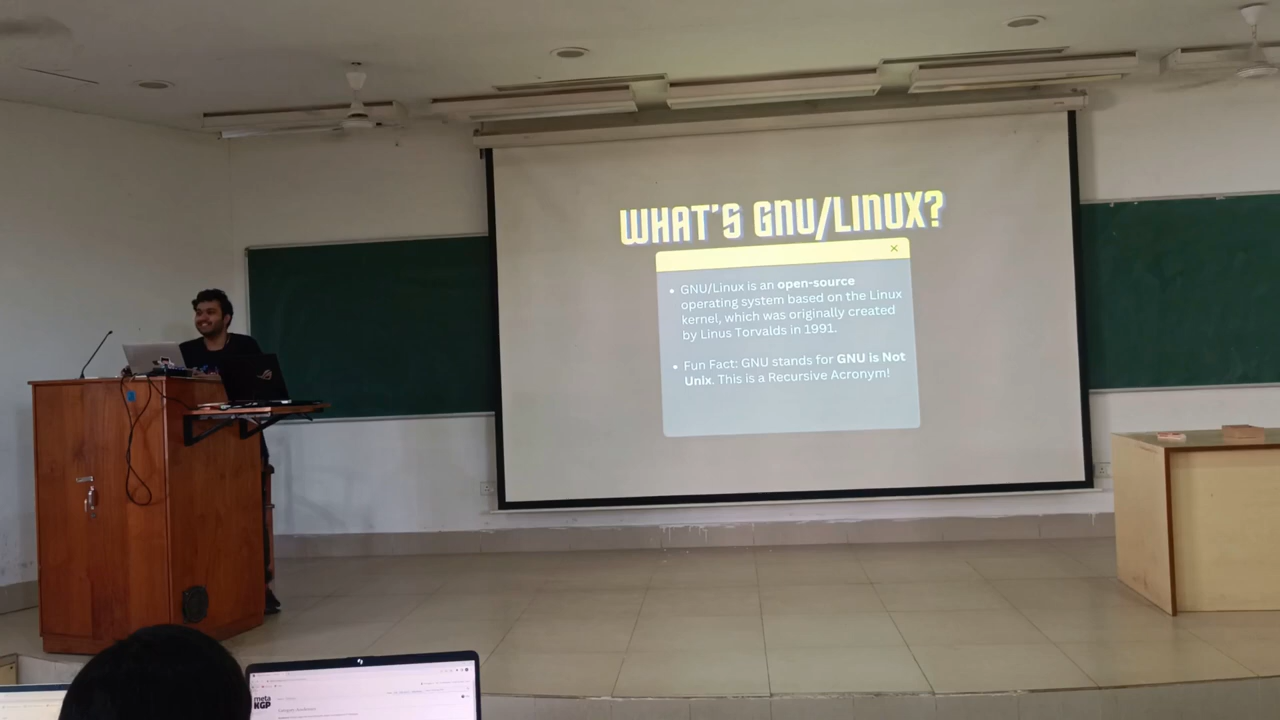 WHAT'S GNU/LINUX?
GNU/Linux is an open-source
operating system based on the Linux
kernel, which was originally created
by Linus Torvalds in 1991.
Fun Fact: GNU stands for GNU is Not
Unix. This is a Recursive Acronym!
meta
KGP